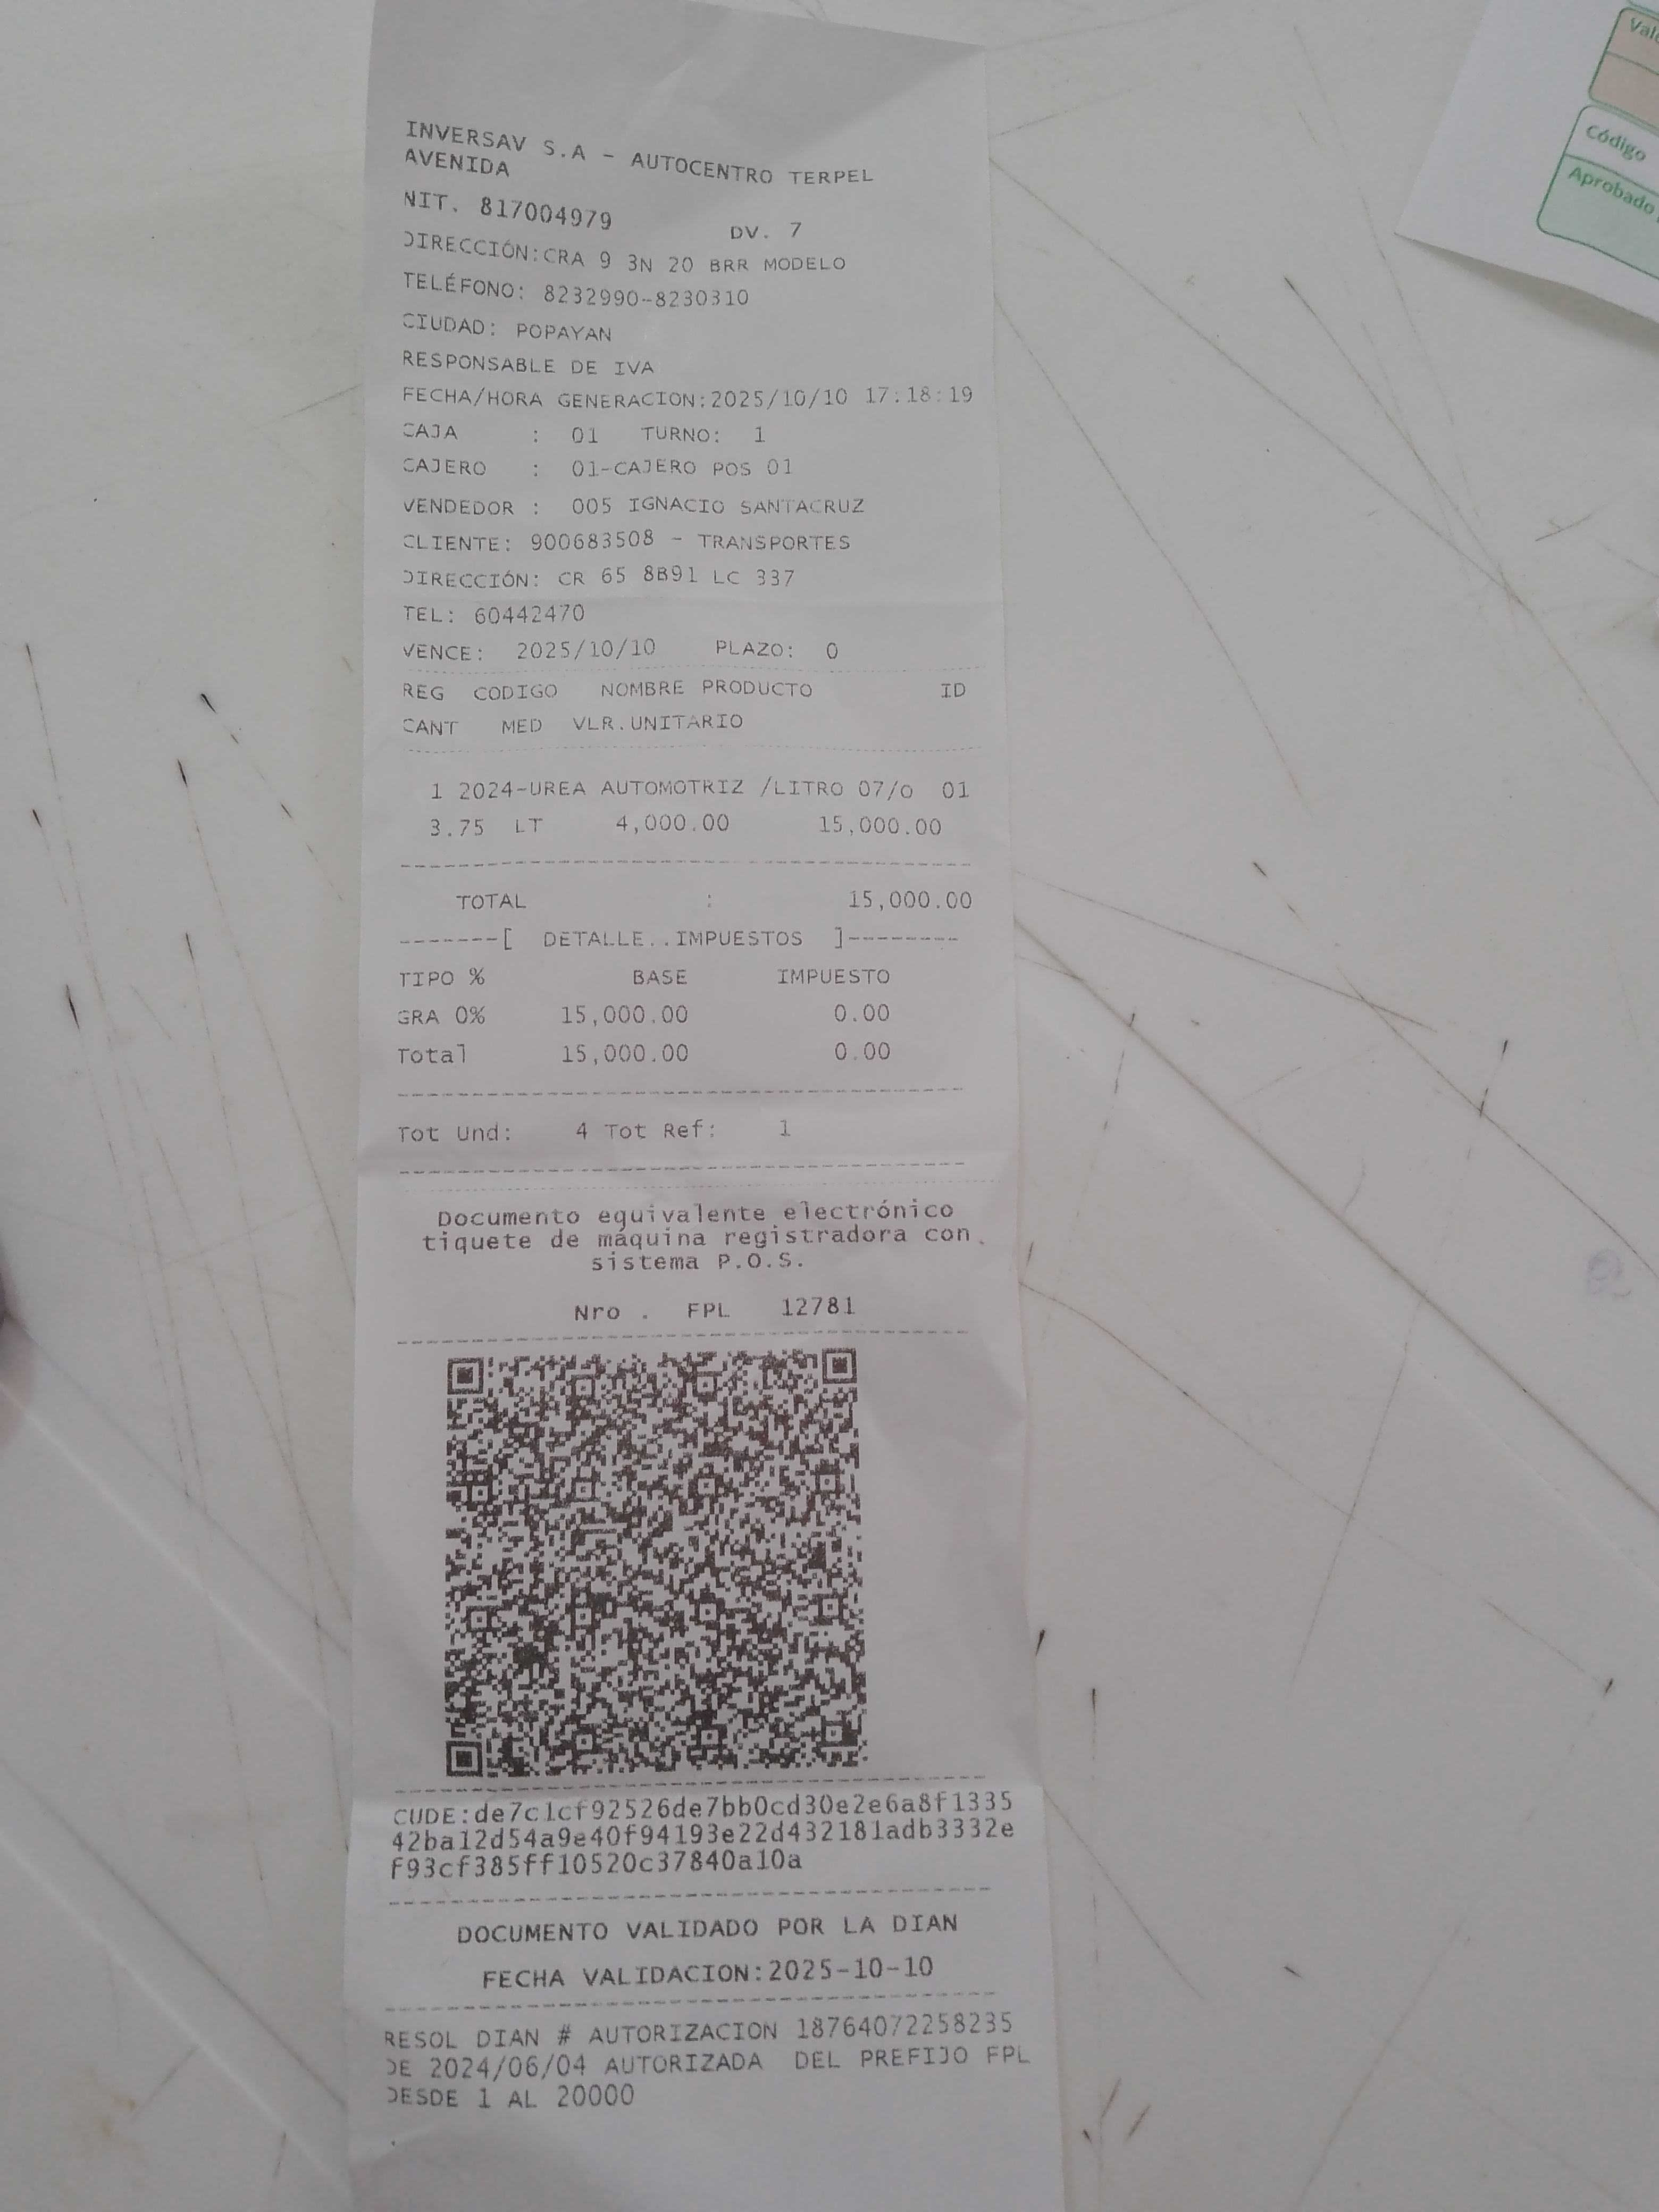 INVERSAV S.A - AUTOCENTRO TERPEL
AVENIDA
NIT. 817004979 DV. 7
DIRECCIÓN:CRA 9 3N 20 BRR MODELO
TELÉFONO: 8232990-8230310
CIUDAD: POPAYAN
RESPONSABLE DE IVA
FECHA/HORA GENERACION:2025/10/10 17:18:19
CAJA : 01 TURNO: 1
CAJERO : 01-CAJERO POS 01
VENDEDOR : 005 IGNACIO SANTACRUZ
CLIENTE: 900683508 - TRANSPORTES
DIRECCIÓN: CR 65 8B91 LC 337
TEL: 60442470
VENCE: 2025/10/10 PLAZO: 0
REG CODIGO NOMBRE PRODUCTO ID
CANT MED VLR.UNITARIO
1 2024-UREA AUTOMOTRIZ /LITRO 07/0 01
3.75 LT 4,000.00 15,000.00
TOTAL : 15,000.00
-------[ DETALLE..IMPUESTOS ]--------
TIPO % BASE IMPUESTO
GRA 0% 15,000.00 0.00
Total 15,000.00 0.00
Tot Und: 4 Tot Ref: 1
Documento equivalente electrónico
tiquete de máquina registradora con
sistema P.O.S.
Nro . FPL 12781
CUDE:de7c1cf92526de7bb0cd30e2e6a8f1335
42ba12d54a9e40f94193e22d432181adb3332e
f93cf385ff10520c37840a10a
DOCUMENTO VALIDADO POR LA DIAN
FECHA VALIDACION:2025-10-10
RESOL DIAN # AUTORIZACION 18764072258235
DE 2024/06/04 AUTORIZADA DEL PREFIJO FPL
DESDE 1 AL 20000
Código
Aprobado